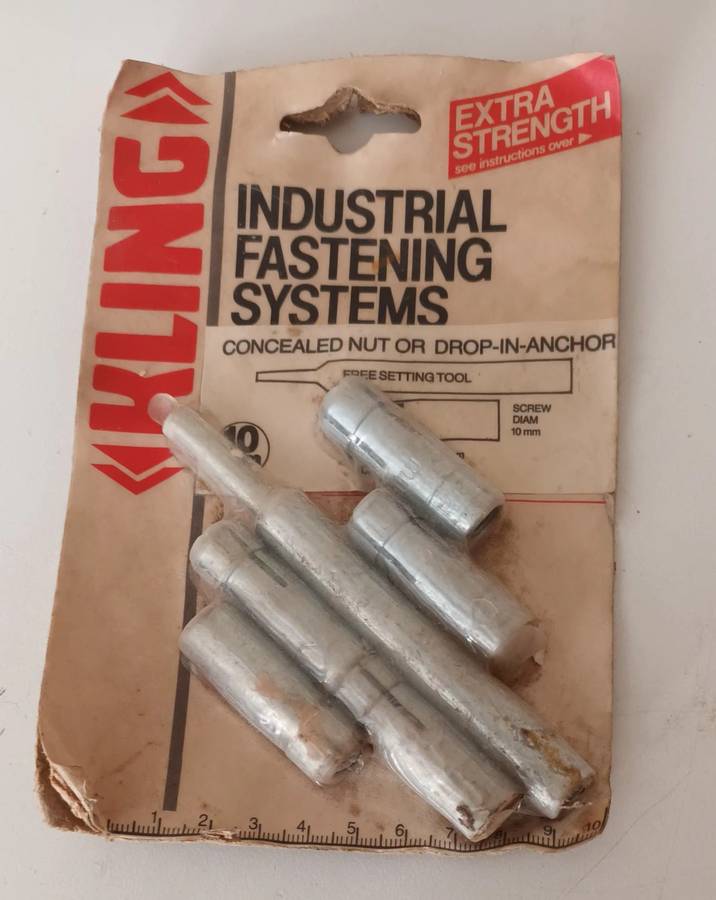 «KLING»
EXTRA
STRENGTH
see instructions over ▶
INDUSTRIAL
FASTENING
SYSTEMS
CONCEALED NUT OR DROP-IN-ANCHOR
FREE SETTING TOOL
SCREW
DIAM
10 mm
10
1 2 3 4 5 6 7 9 10